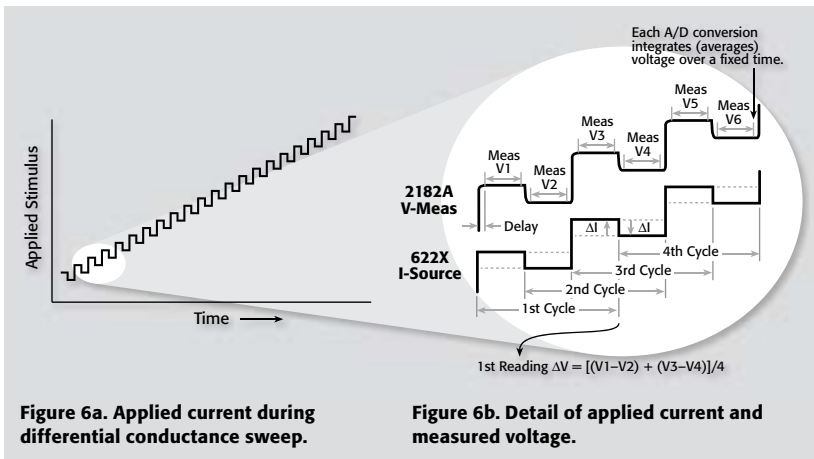 Each A/D conversion
integrates (averages)
voltage over a fixed time.
Meas
V5
Meas
V6
Meas
V3
Meas
V4
Meas
V1
Meas
V2
2182A
V-Meas
Delay
ΔI
ΔI
622X
I-Source
4th Cycle
3rd Cycle
2nd Cycle
1st Cycle
1st Reading ΔV = [(V1–V2) + (V3–V4)]/4
Applied Stimulus
Time
Figure 6a. Applied current during
differential conductance sweep.
Figure 6b. Detail of applied current and
measured voltage.